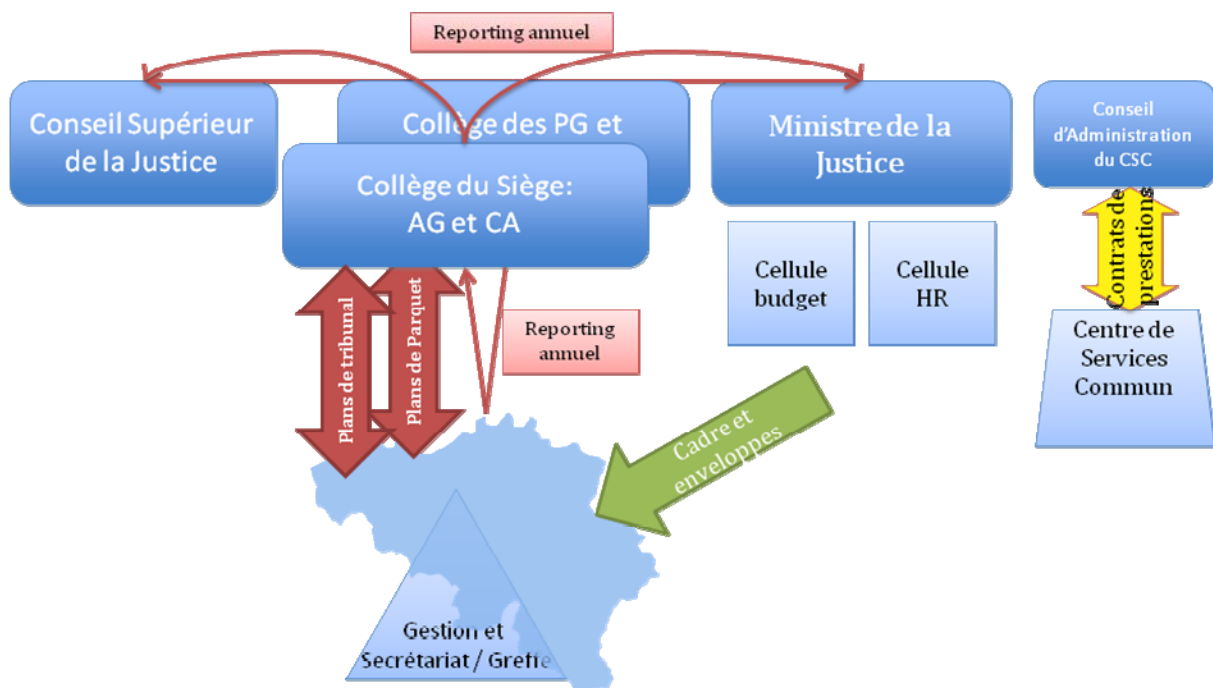 Reporting annuel
Conseil Supérieur
de la Justice
Collège des PG et
Collège du Siège:
AG et CA
Ministre de la
Justice
Conseil
d'Administration
du CSC
Contrats de
prestations
Cellule
budget
Cellule
HR
Plans de tribunal
Plans de Parquet
Reporting
annuel
Centre de
Services
Commun
Cadre et
enveloppes
Gestion et
Secrétariat / Greffe